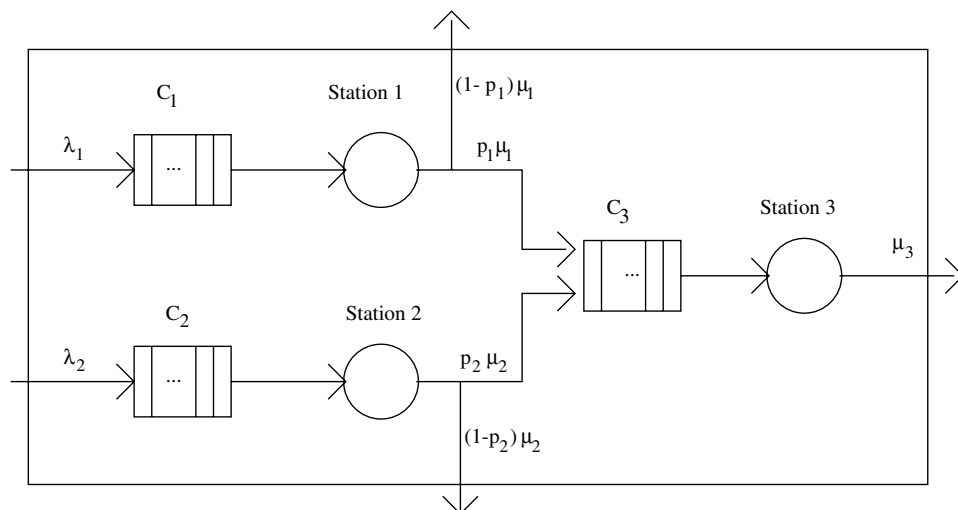 C₁
Station 1
(1- p₁) μ₁
λ₁
...
p₁μ₁
C₃
Station 3
μ₃
...
C₂
Station 2
λ₂
...
p₂ μ₂
(1-p₂) μ₂